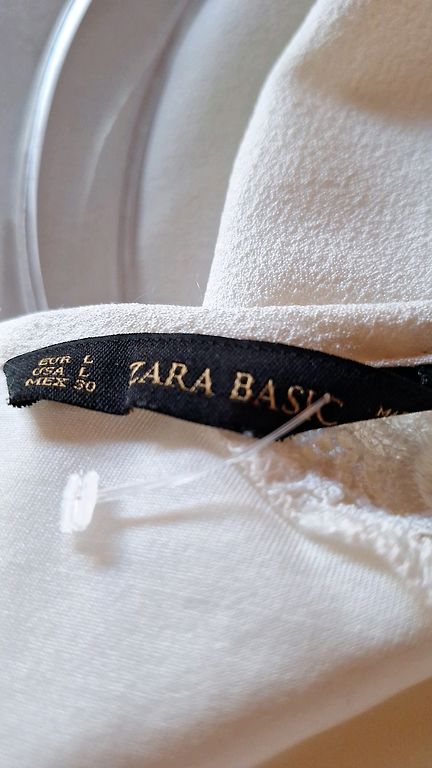 EUR L
USA L
MEX 30
ZARA BASIC